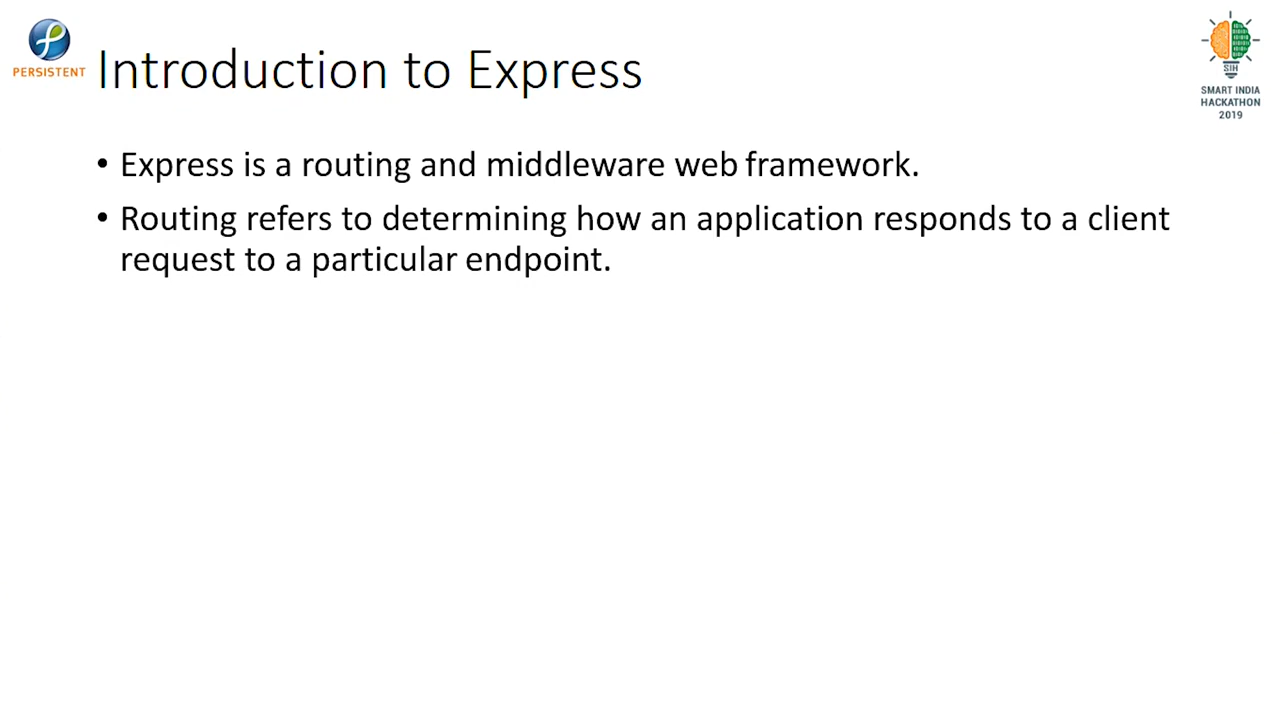 PERSISTENT
Introduction to Express
SIH
SMART INDIA
HACKATHON
2019
• Express is a routing and middleware web framework.
• Routing refers to determining how an application responds to a client
request to a particular endpoint.